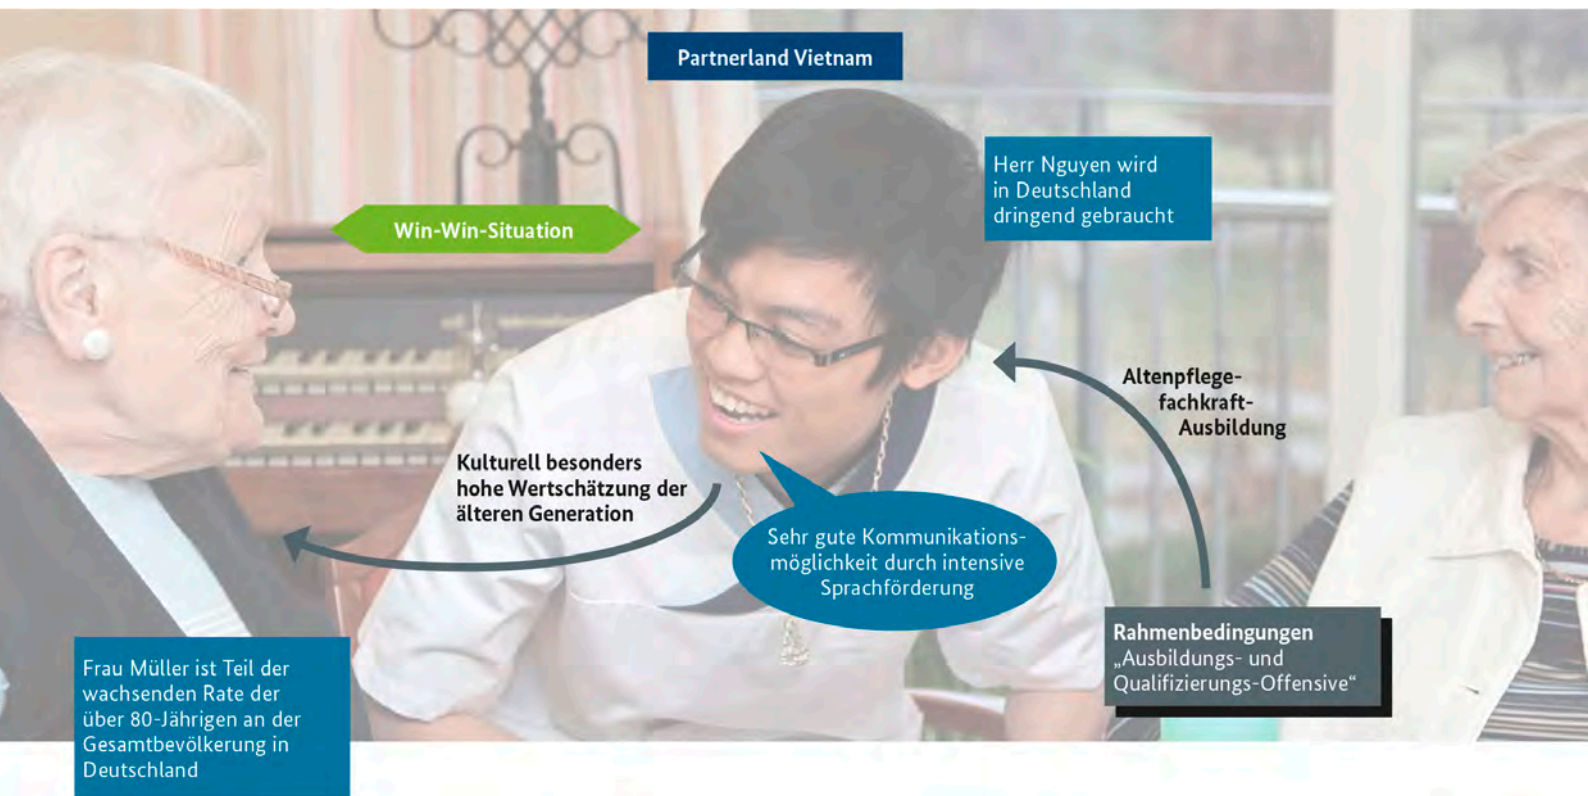 Partnerland Vietnam
Herr Nguyen wird
in Deutschland
dringend gebraucht
Win-Win-Situation
Altenpflege-
fachkraft-
Ausbildung
Kulturell besonders
hohe Wertschätzung der
älteren Generation
Sehr gute Kommunikations-
möglichkeit durch intensive
Sprachförderung
Rahmenbedingungen
„Ausbildungs- und
Qualifizierungs-Offensive“
Frau Müller ist Teil der
wachsenden Rate der
über 80-Jährigen an der
Gesamtbevölkerung in
Deutschland